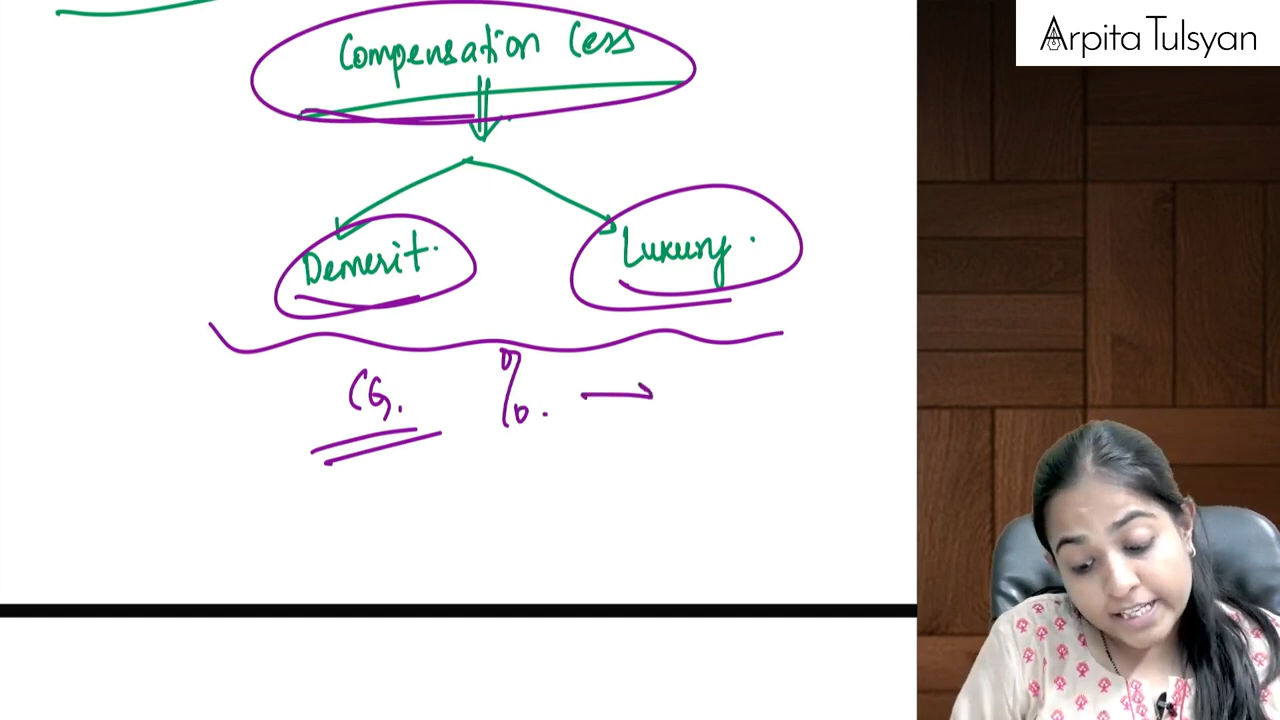 Arpita Tulsyan
Compensation Cess
Demerit.
Luxury.
CG. %. →